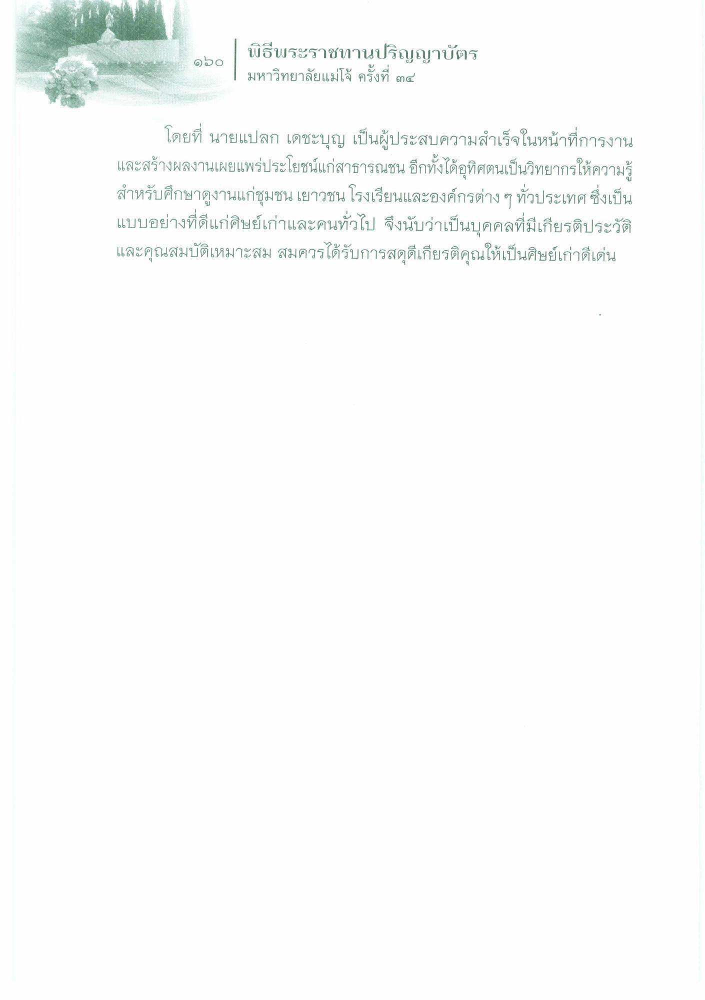 ๑๖๐
พิธีพระราชทานปริญญาบัตร
มหาวิทยาลัยแม่โจ้ ครั้งที่ ๓๔
โดยที่ นายแปลก เดชะบุญ เป็นผู้ประสบความสำเร็จในหน้าที่การงาน
และสร้างผลงานเผยแพร่ประโยชน์แก่สาธารณชน อีกทั้งได้อุทิศตนเป็นวิทยากรให้ความรู้
สำหรับศึกษาดูงานแก่ชุมชน เยาวชน โรงเรียนและองค์กรต่าง ๆ ทั่วประเทศ ซึ่งเป็น
แบบอย่างที่ดีแก่ศิษย์เก่าและคนทั่วไป จึงนับว่าเป็นบุคคลที่มีเกียรติประวัติ
และคุณสมบัติเหมาะสม สมควรได้รับการสดุดีเกียรติคุณให้เป็นศิษย์เก่าดีเด่น